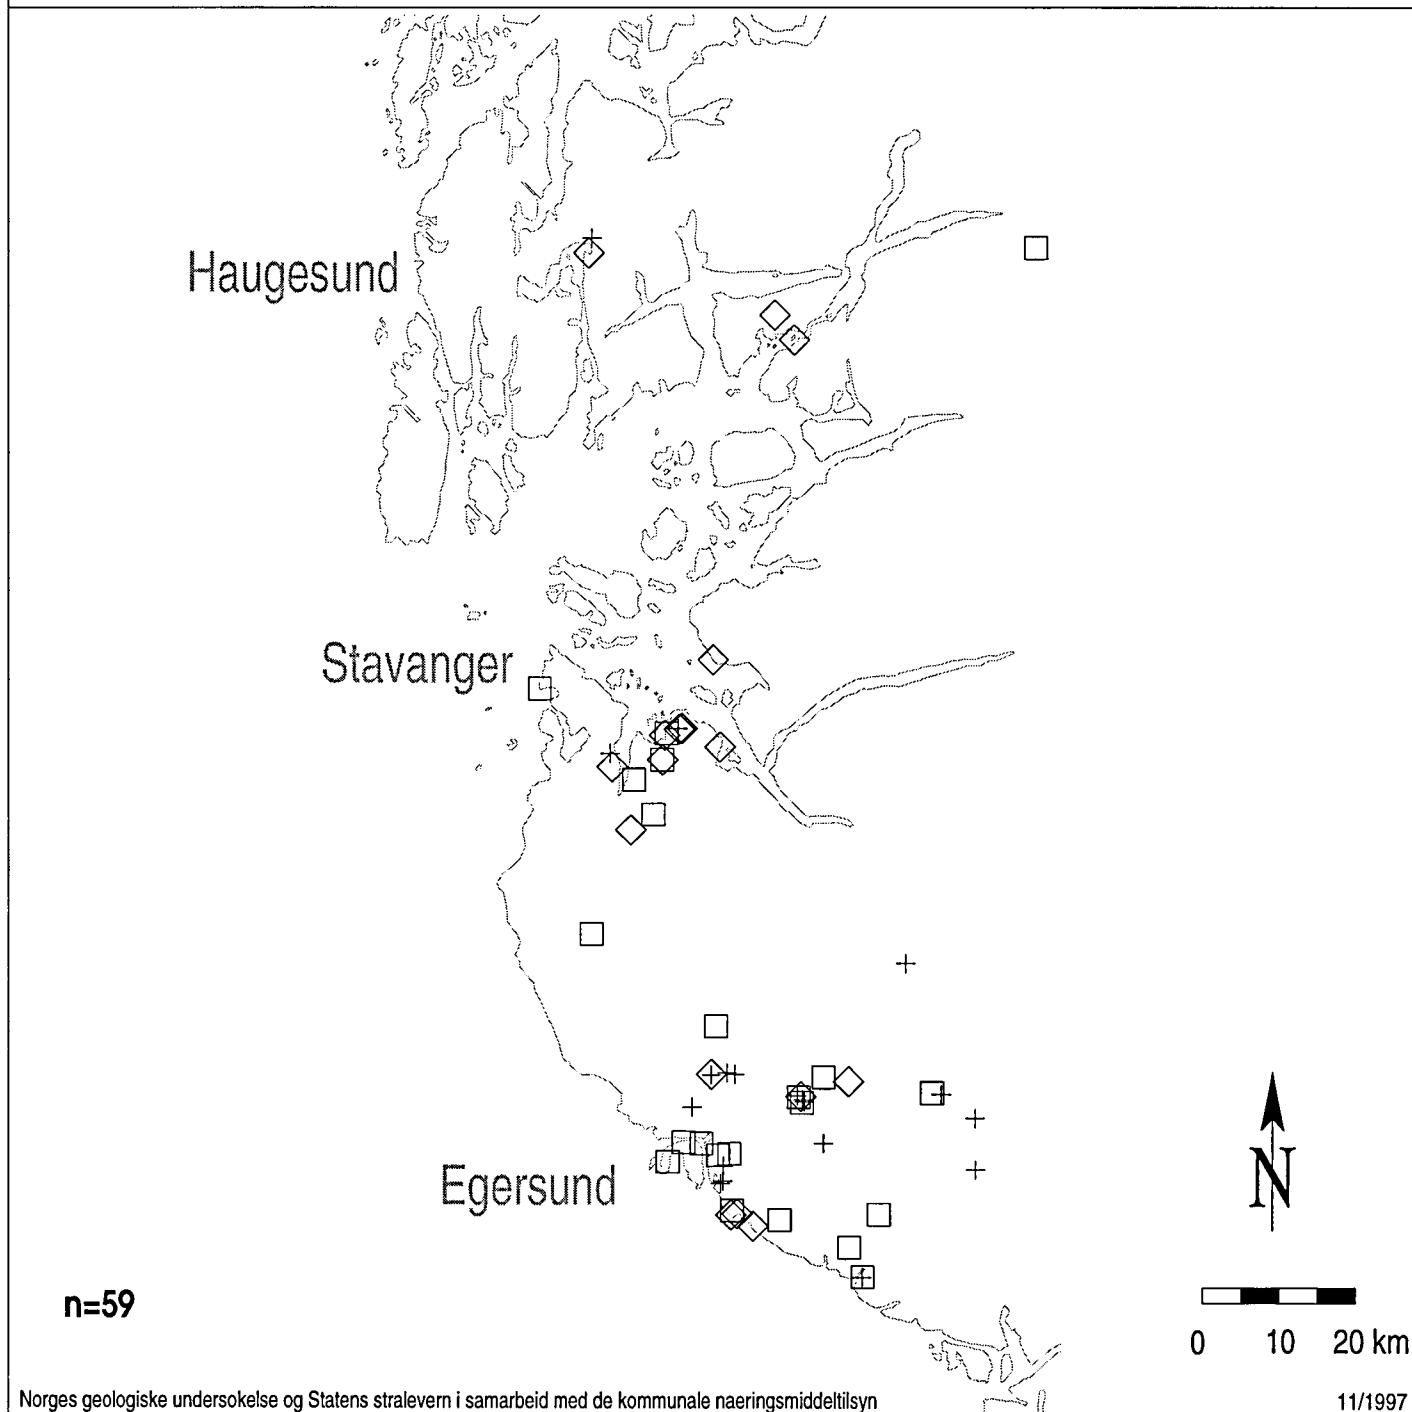 Haugesund
Stavanger
Egersund
N
n=59
0 10 20 km
Norges geologiske undersokelse og Statens stralevern i samarbeid med de kommunale naeringsmiddeltilsyn
11/1997